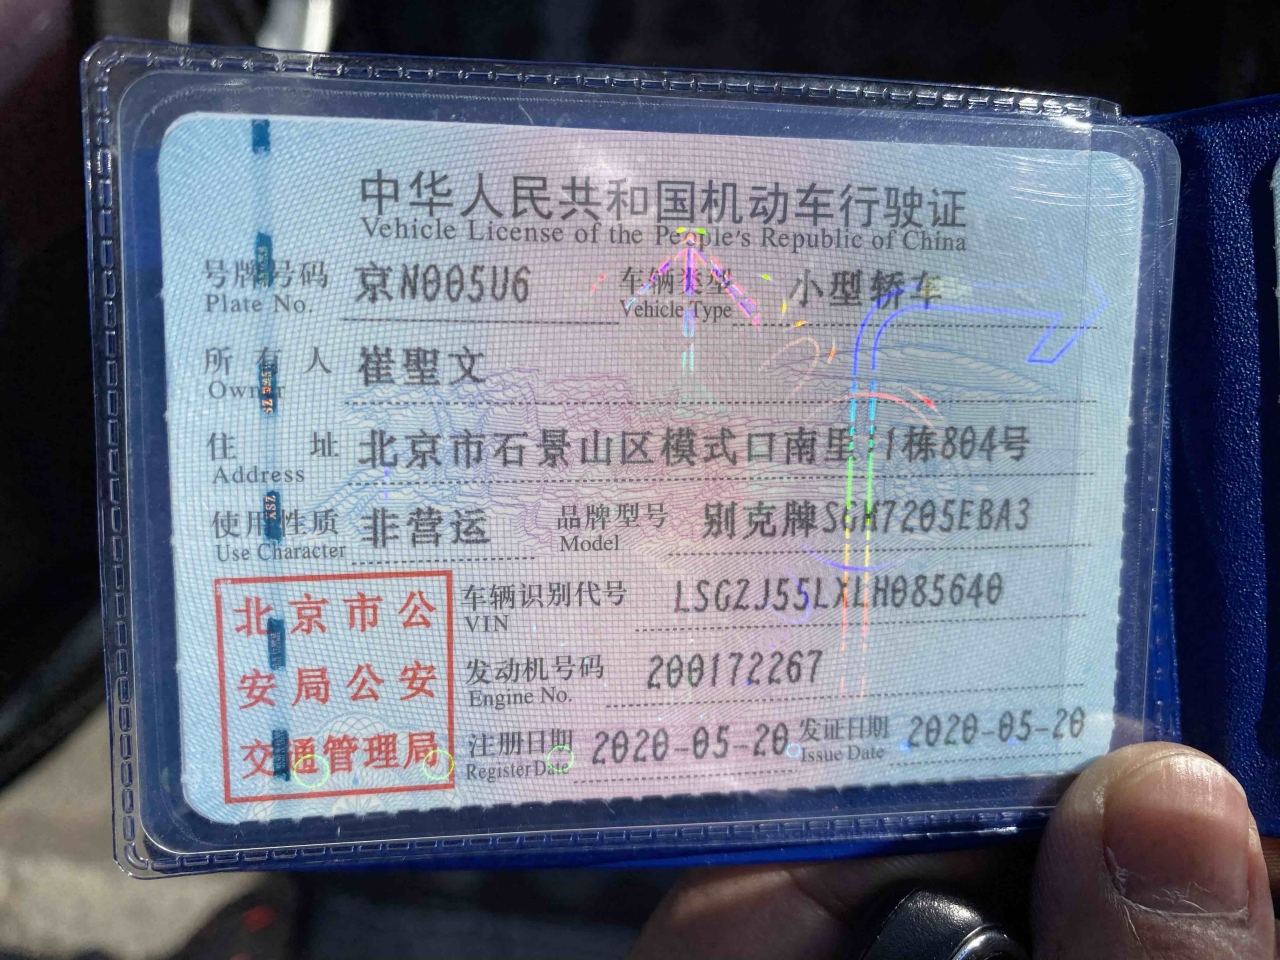 中华人民共和国机动车行驶证
Vehicle License of the People's Republic of China
号牌号码 京N005U6 车辆类型 小型轿车
Plate No. Vehicle Type
所有人 崔聖文
Owner
住址 北京市石景山区模式口南里11栋804号
Address
使用性质 非营运 品牌型号 别克牌SGM7205EBA3
Use Character Model
北京市公
安局公安
交通管理局
车辆识别代号 LSGZJ55LXLH085640
VIN
发动机号码 200172267
Engine No.
注册日期 2020-05-20 发证日期 2020-05-20
Register Date Issue Date